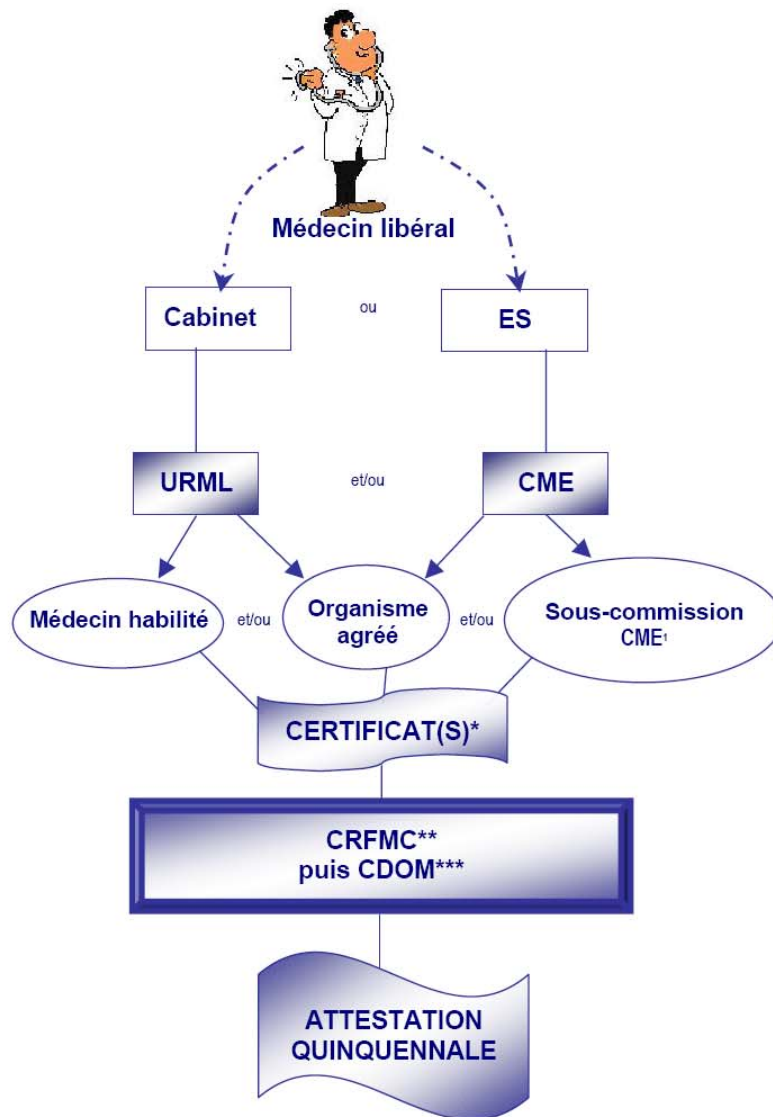 Médecin libéral
Cabinet
ou
ES
URML
et/ou
CME
Médecin habilité
et/ou
Organisme
agréé
et/ou
Sous-commission
CME¹
CERTIFICAT(S)*
CRFMC**
puis CDOM***
ATTESTATION
QUINQUENNALE